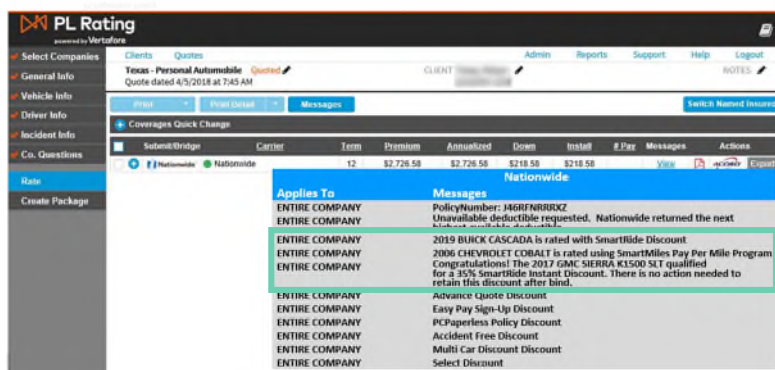 PL Rating
powered by Vertafore
Select Companies
General Info
Vehicle Info
Driver Info
Incident Info
Co. Questions
Rate
Create Package
Clients Quotes Admin Reports Support Help Logout
Texas - Personal Automobile Quoted CLIENT NOTES
Quote dated 4/5/2018 at 7:45 AM
Print Print Detail Messages Switch Named Insured
Coverages Quick Change
Submit/Bridge Carrier Term Premium Annualized Down Install # Pay Messages Actions
Nationwide Nationwide 12 $2,726.58 $2,726.58 $218.58 $218.58 View ACORD Export
Nationwide
Applies To Messages
ENTIRE COMPANY PolicyNumber: J46RFNRRRXZ
ENTIRE COMPANY Unavailable deductible requested. Nationwide returned the next
highest available deductible
ENTIRE COMPANY 2019 BUICK CASCADA is rated with SmartRide Discount
ENTIRE COMPANY 2006 CHEVROLET COBALT is rated using SmartMiles Pay Per Mile Program
ENTIRE COMPANY Congratulations! The 2017 GMC SIERRA K1500 SLT qualified
for a 35% SmartRide Instant Discount. There is no action needed to
retain this discount after bind.
ENTIRE COMPANY Advance Quote Discount
ENTIRE COMPANY Easy Pay Sign-Up Discount
ENTIRE COMPANY PCPaperless Policy Discount
ENTIRE COMPANY Accident Free Discount
ENTIRE COMPANY Multi Car Discount Discount
ENTIRE COMPANY Select Discount